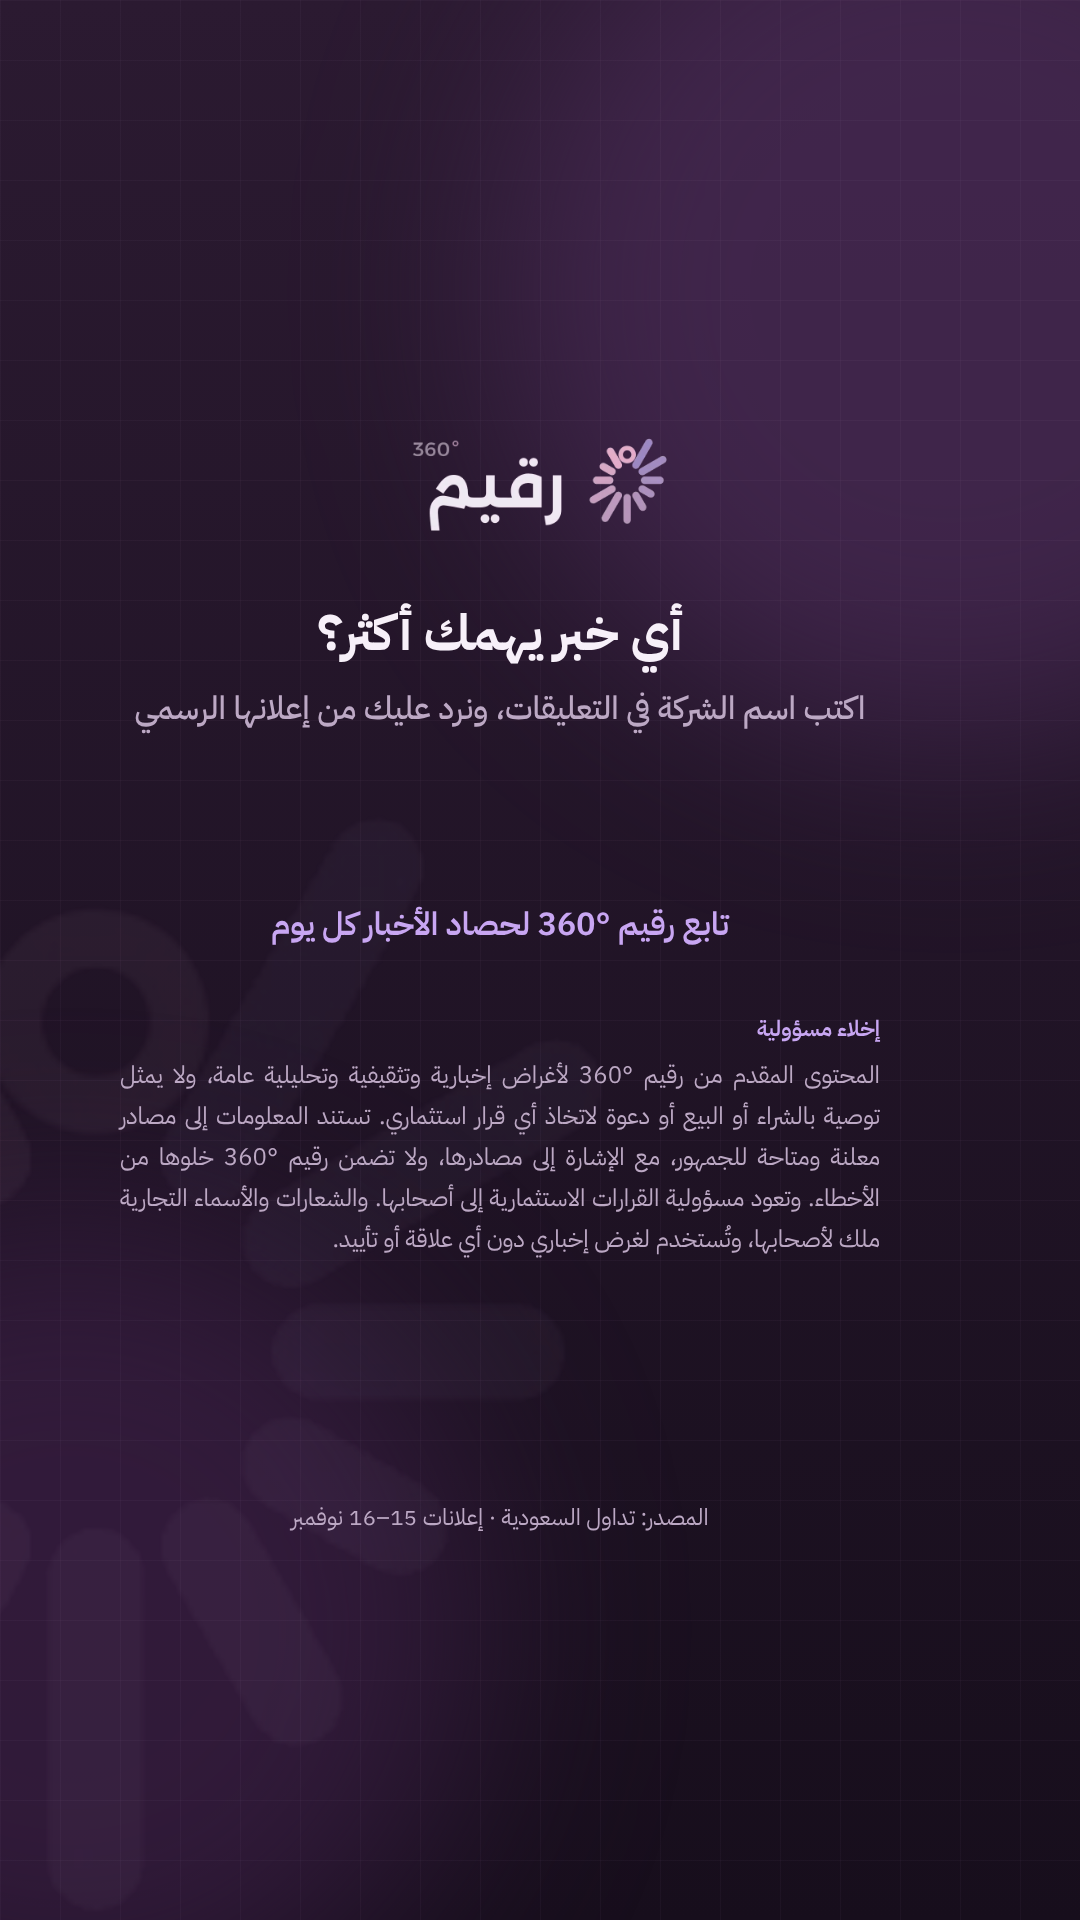 360°
رقيم
أي خبر يهمك أكثر؟
اكتب اسم الشركة في التعليقات، ونرد عليك من إعلانها الرسمي
تابع رقيم 360° لحصاد الأخبار كل يوم
إخلاء مسؤولية
المحتوى المقدم من رقيم 360° لأغراض إخبارية وتثقيفية وتحليلية عامة، ولا يمثل
توصية بالشراء أو البيع أو دعوة لاتخاذ أي قرار استثماري. تستند المعلومات إلى مصادر
معلنة ومتاحة للجمهور، مع الإشارة إلى مصادرها، ولا تضمن رقيم 360° خلوها من
الأخطاء. وتعود مسؤولية القرارات الاستثمارية إلى أصحابها. والشعارات والأسماء التجارية
ملك لأصحابها، وتُستخدم لغرض إخباري دون أي علاقة أو تأييد.
المصدر: تداول السعودية · إعلانات 15–16 نوفمبر